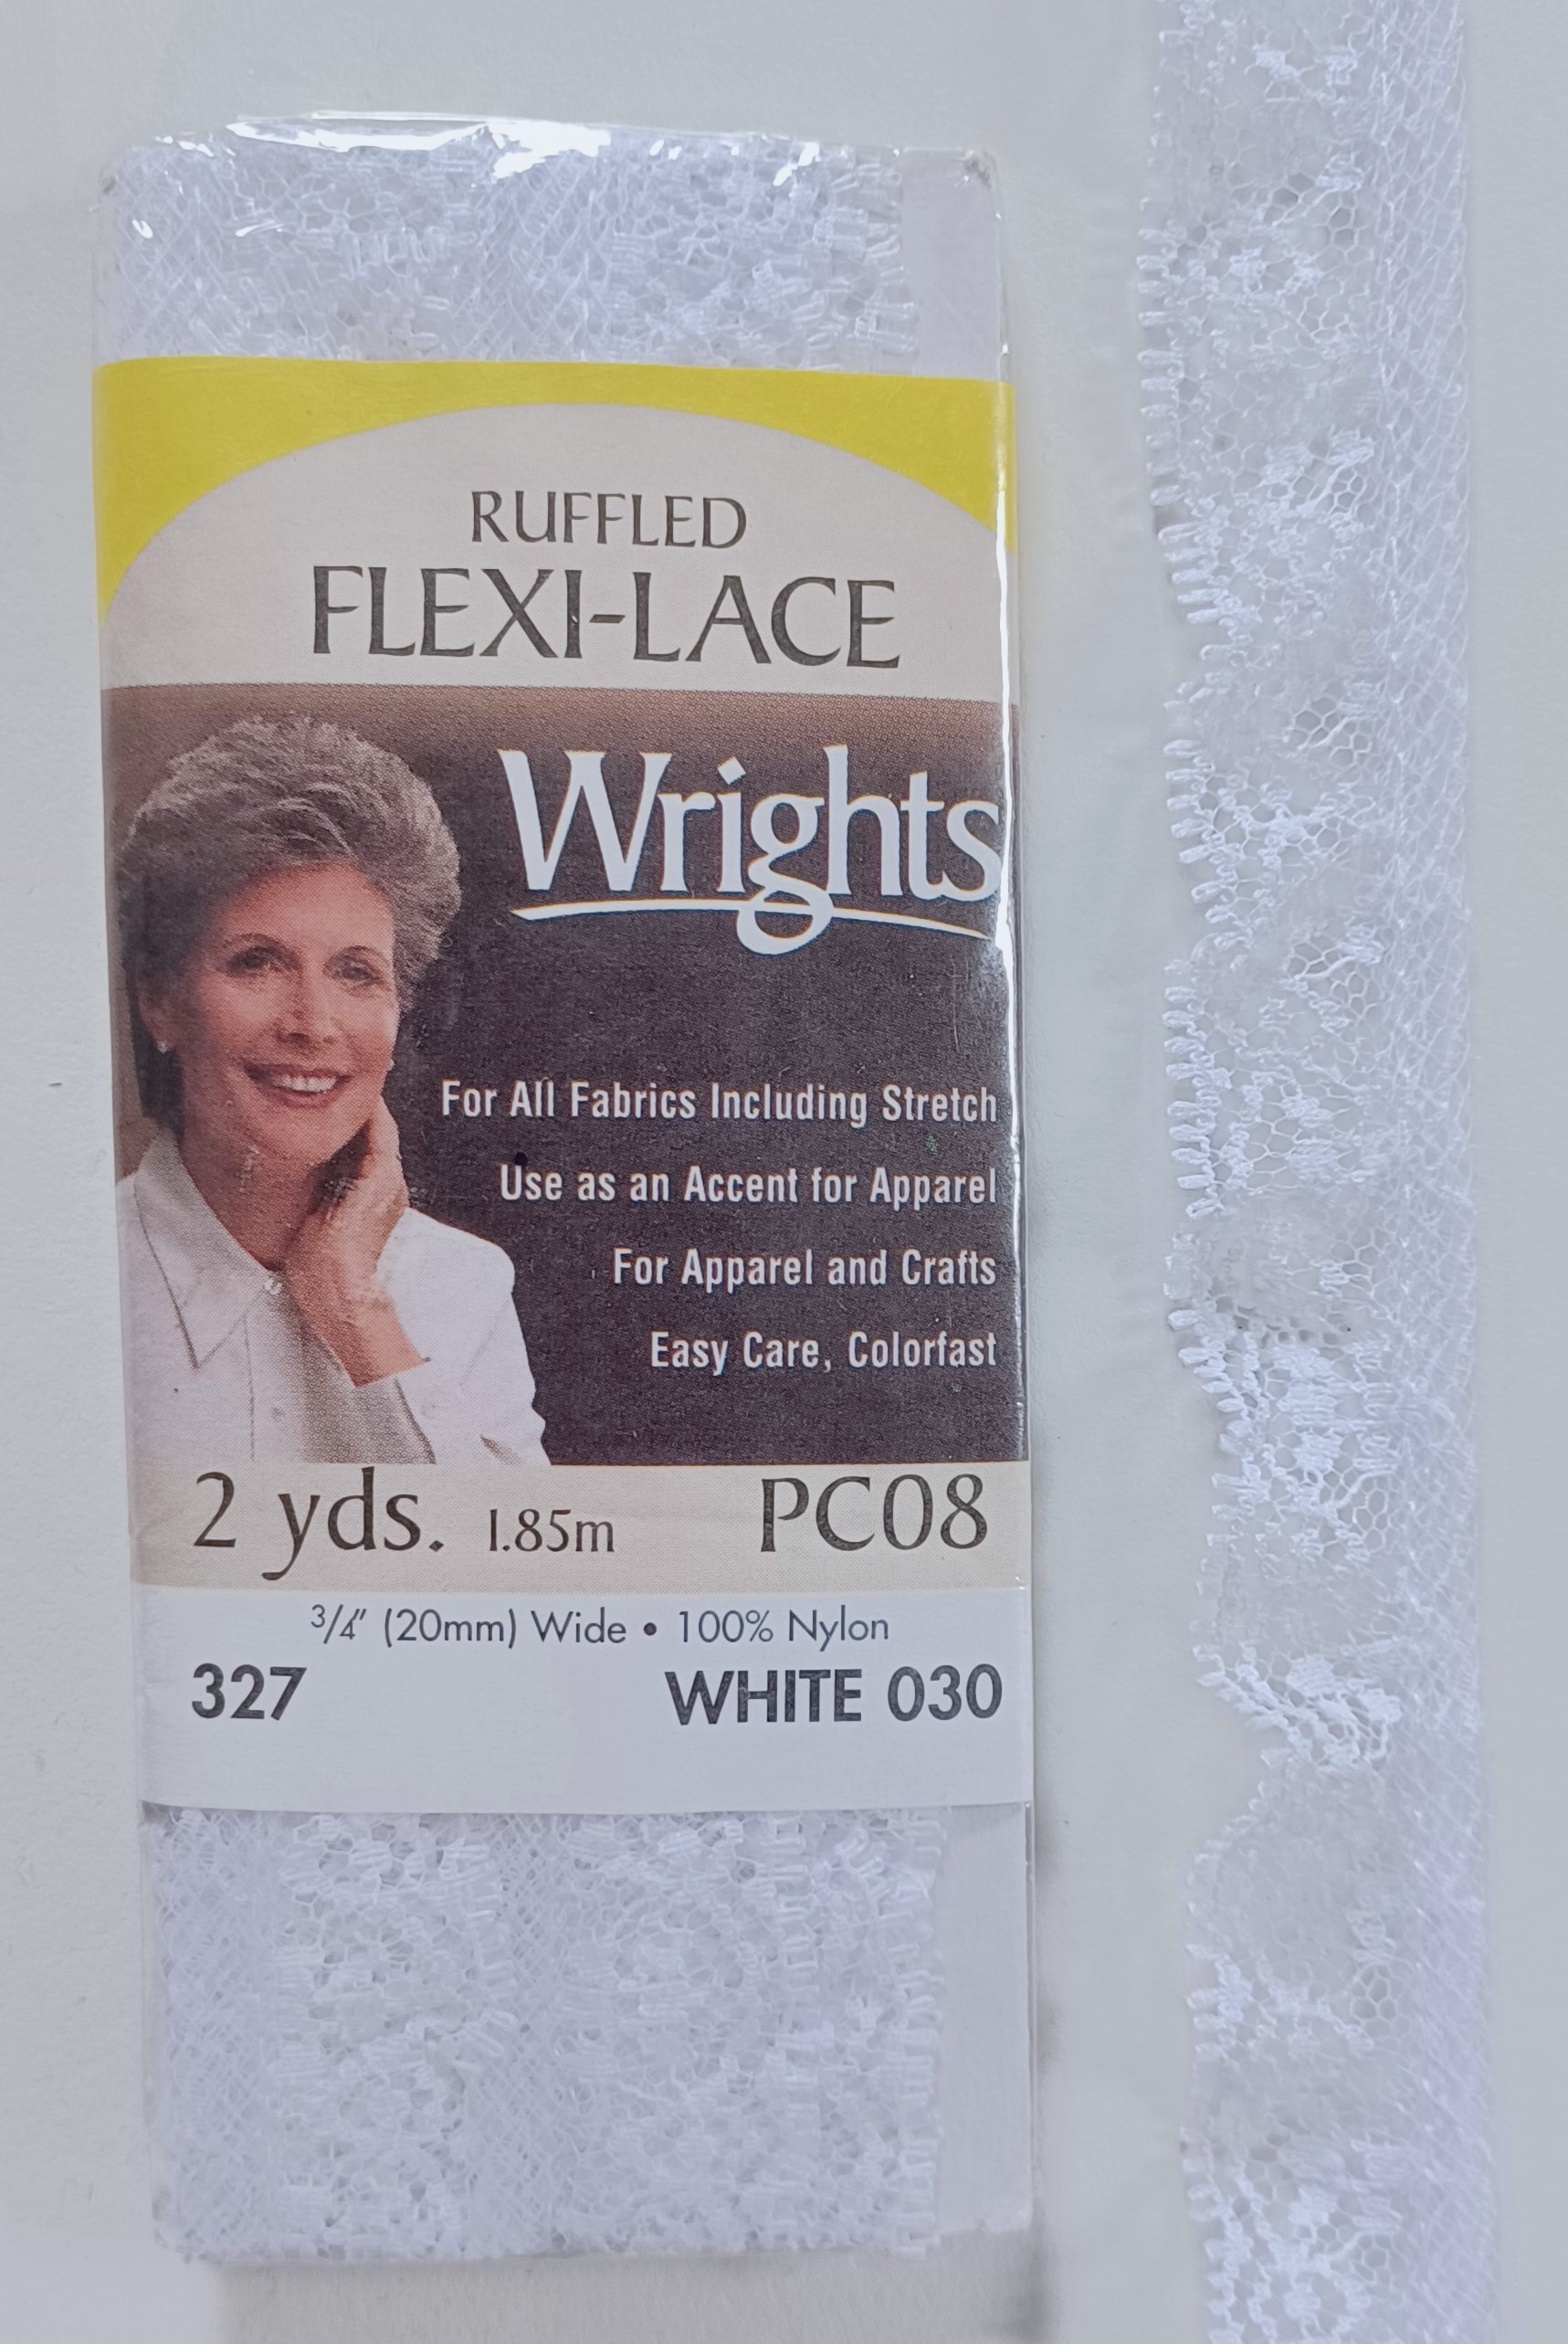 RUFFLED
FLEXI-LACE
Wrights
For All Fabrics Including Stretch
Use as an Accent for Apparel
For Apparel and Crafts
Easy Care, Colorfast
2 yds. 1.85m PC08
3/4" (20mm) Wide • 100% Nylon
327 WHITE 030